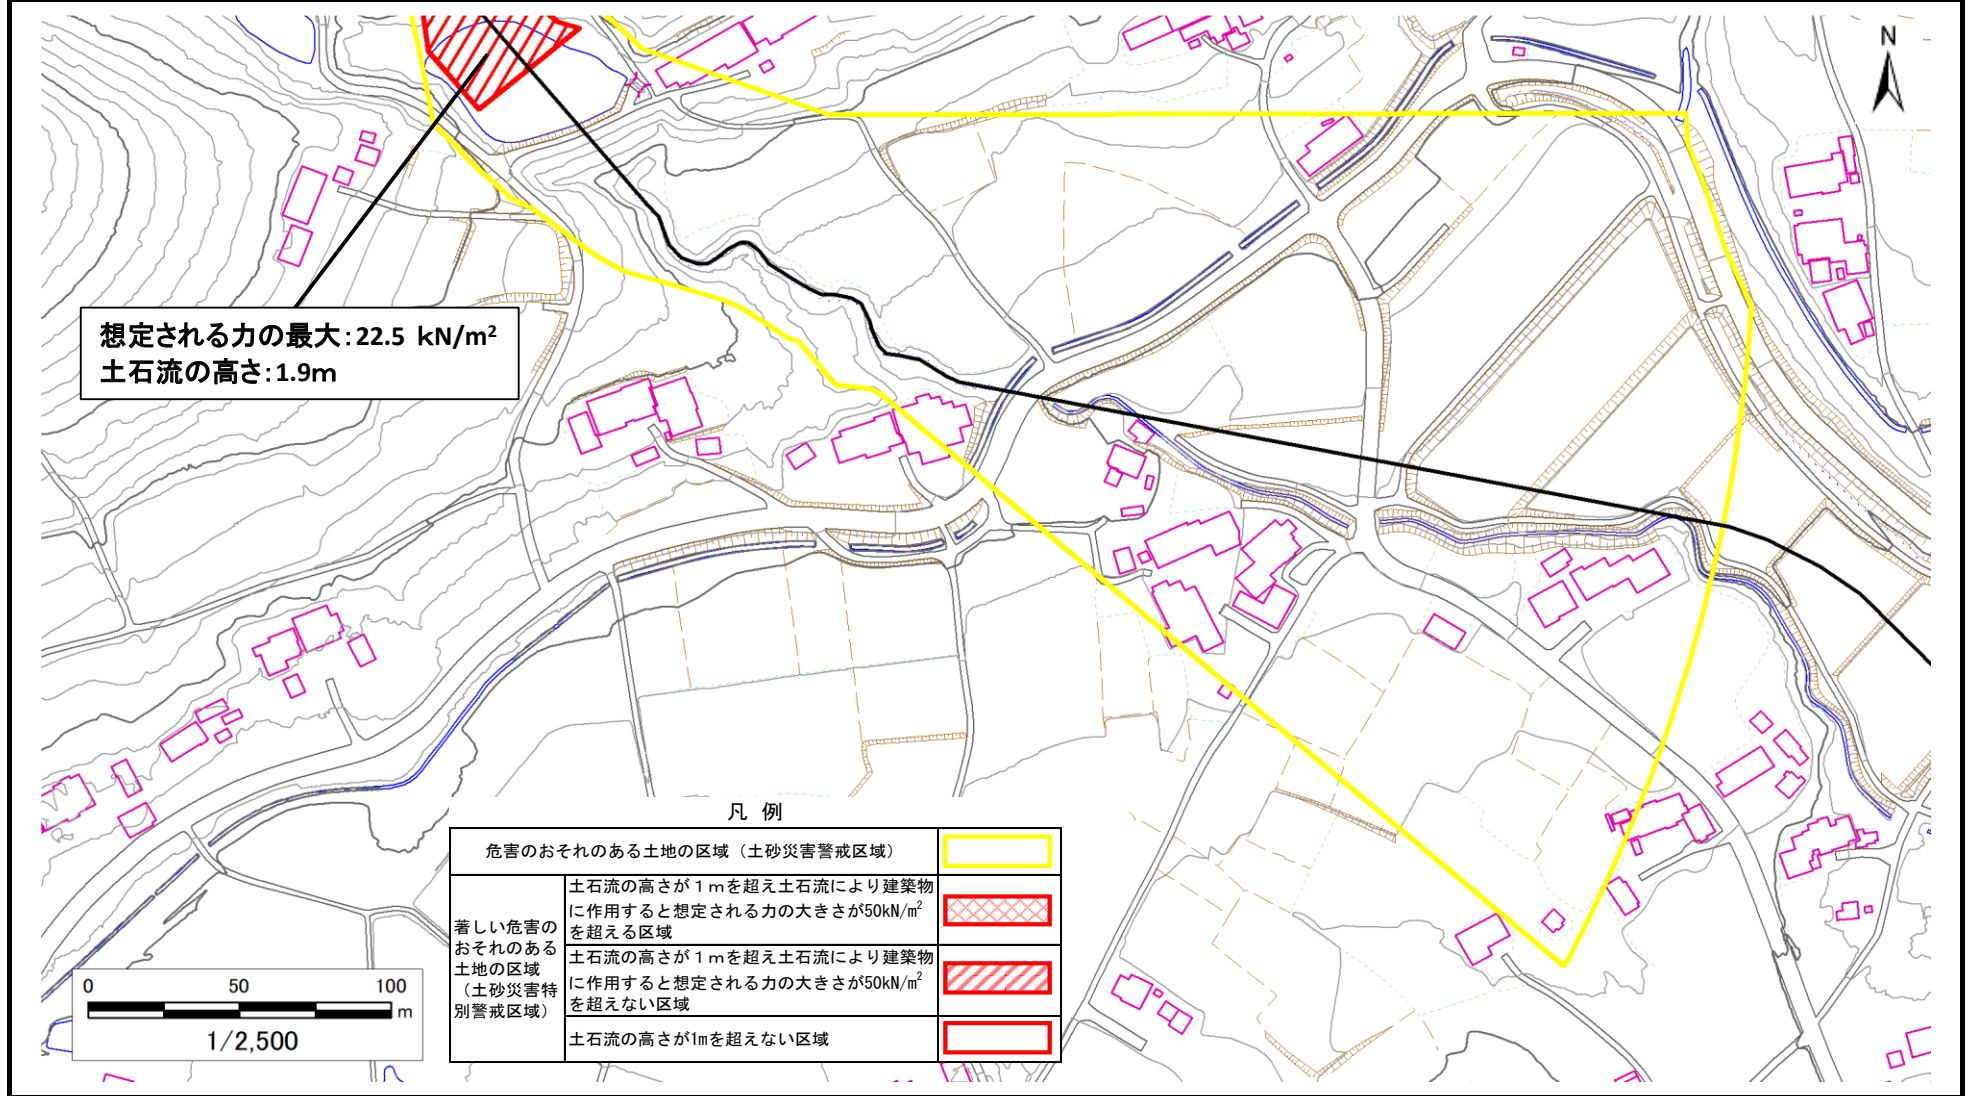 N
想定される力の最大:22.5 kN/m²
土石流の高さ:1.9m
凡 例
危害のおそれのある土地の区域（土砂災害警戒区域）
著しい危害の
おそれのある
土地の区域
（土砂災害特
別警戒区域）
土石流の高さが１ｍを超え土石流により建築物
に作用すると想定される力の大きさが50kN/㎡
を超える区域
土石流の高さが１ｍを超え土石流により建築物
に作用すると想定される力の大きさが50kN/㎡
を超えない区域
土石流の高さが1mを超えない区域
0 50 100
m
1/2,500